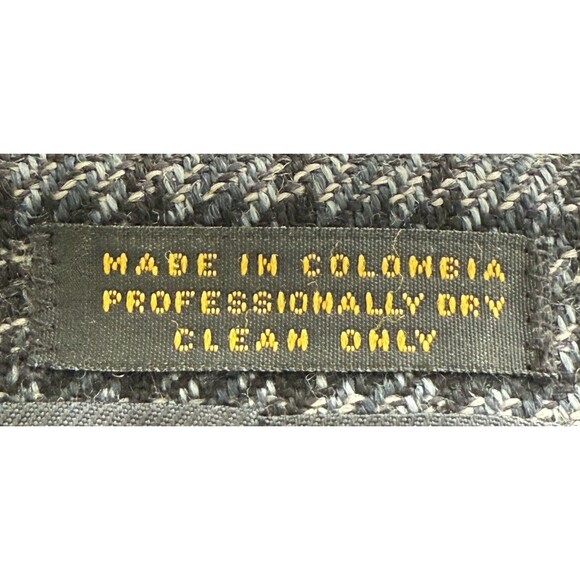 MADE IN COLOMBIA
PROFESSIONALLY DRY
CLEAN ONLY